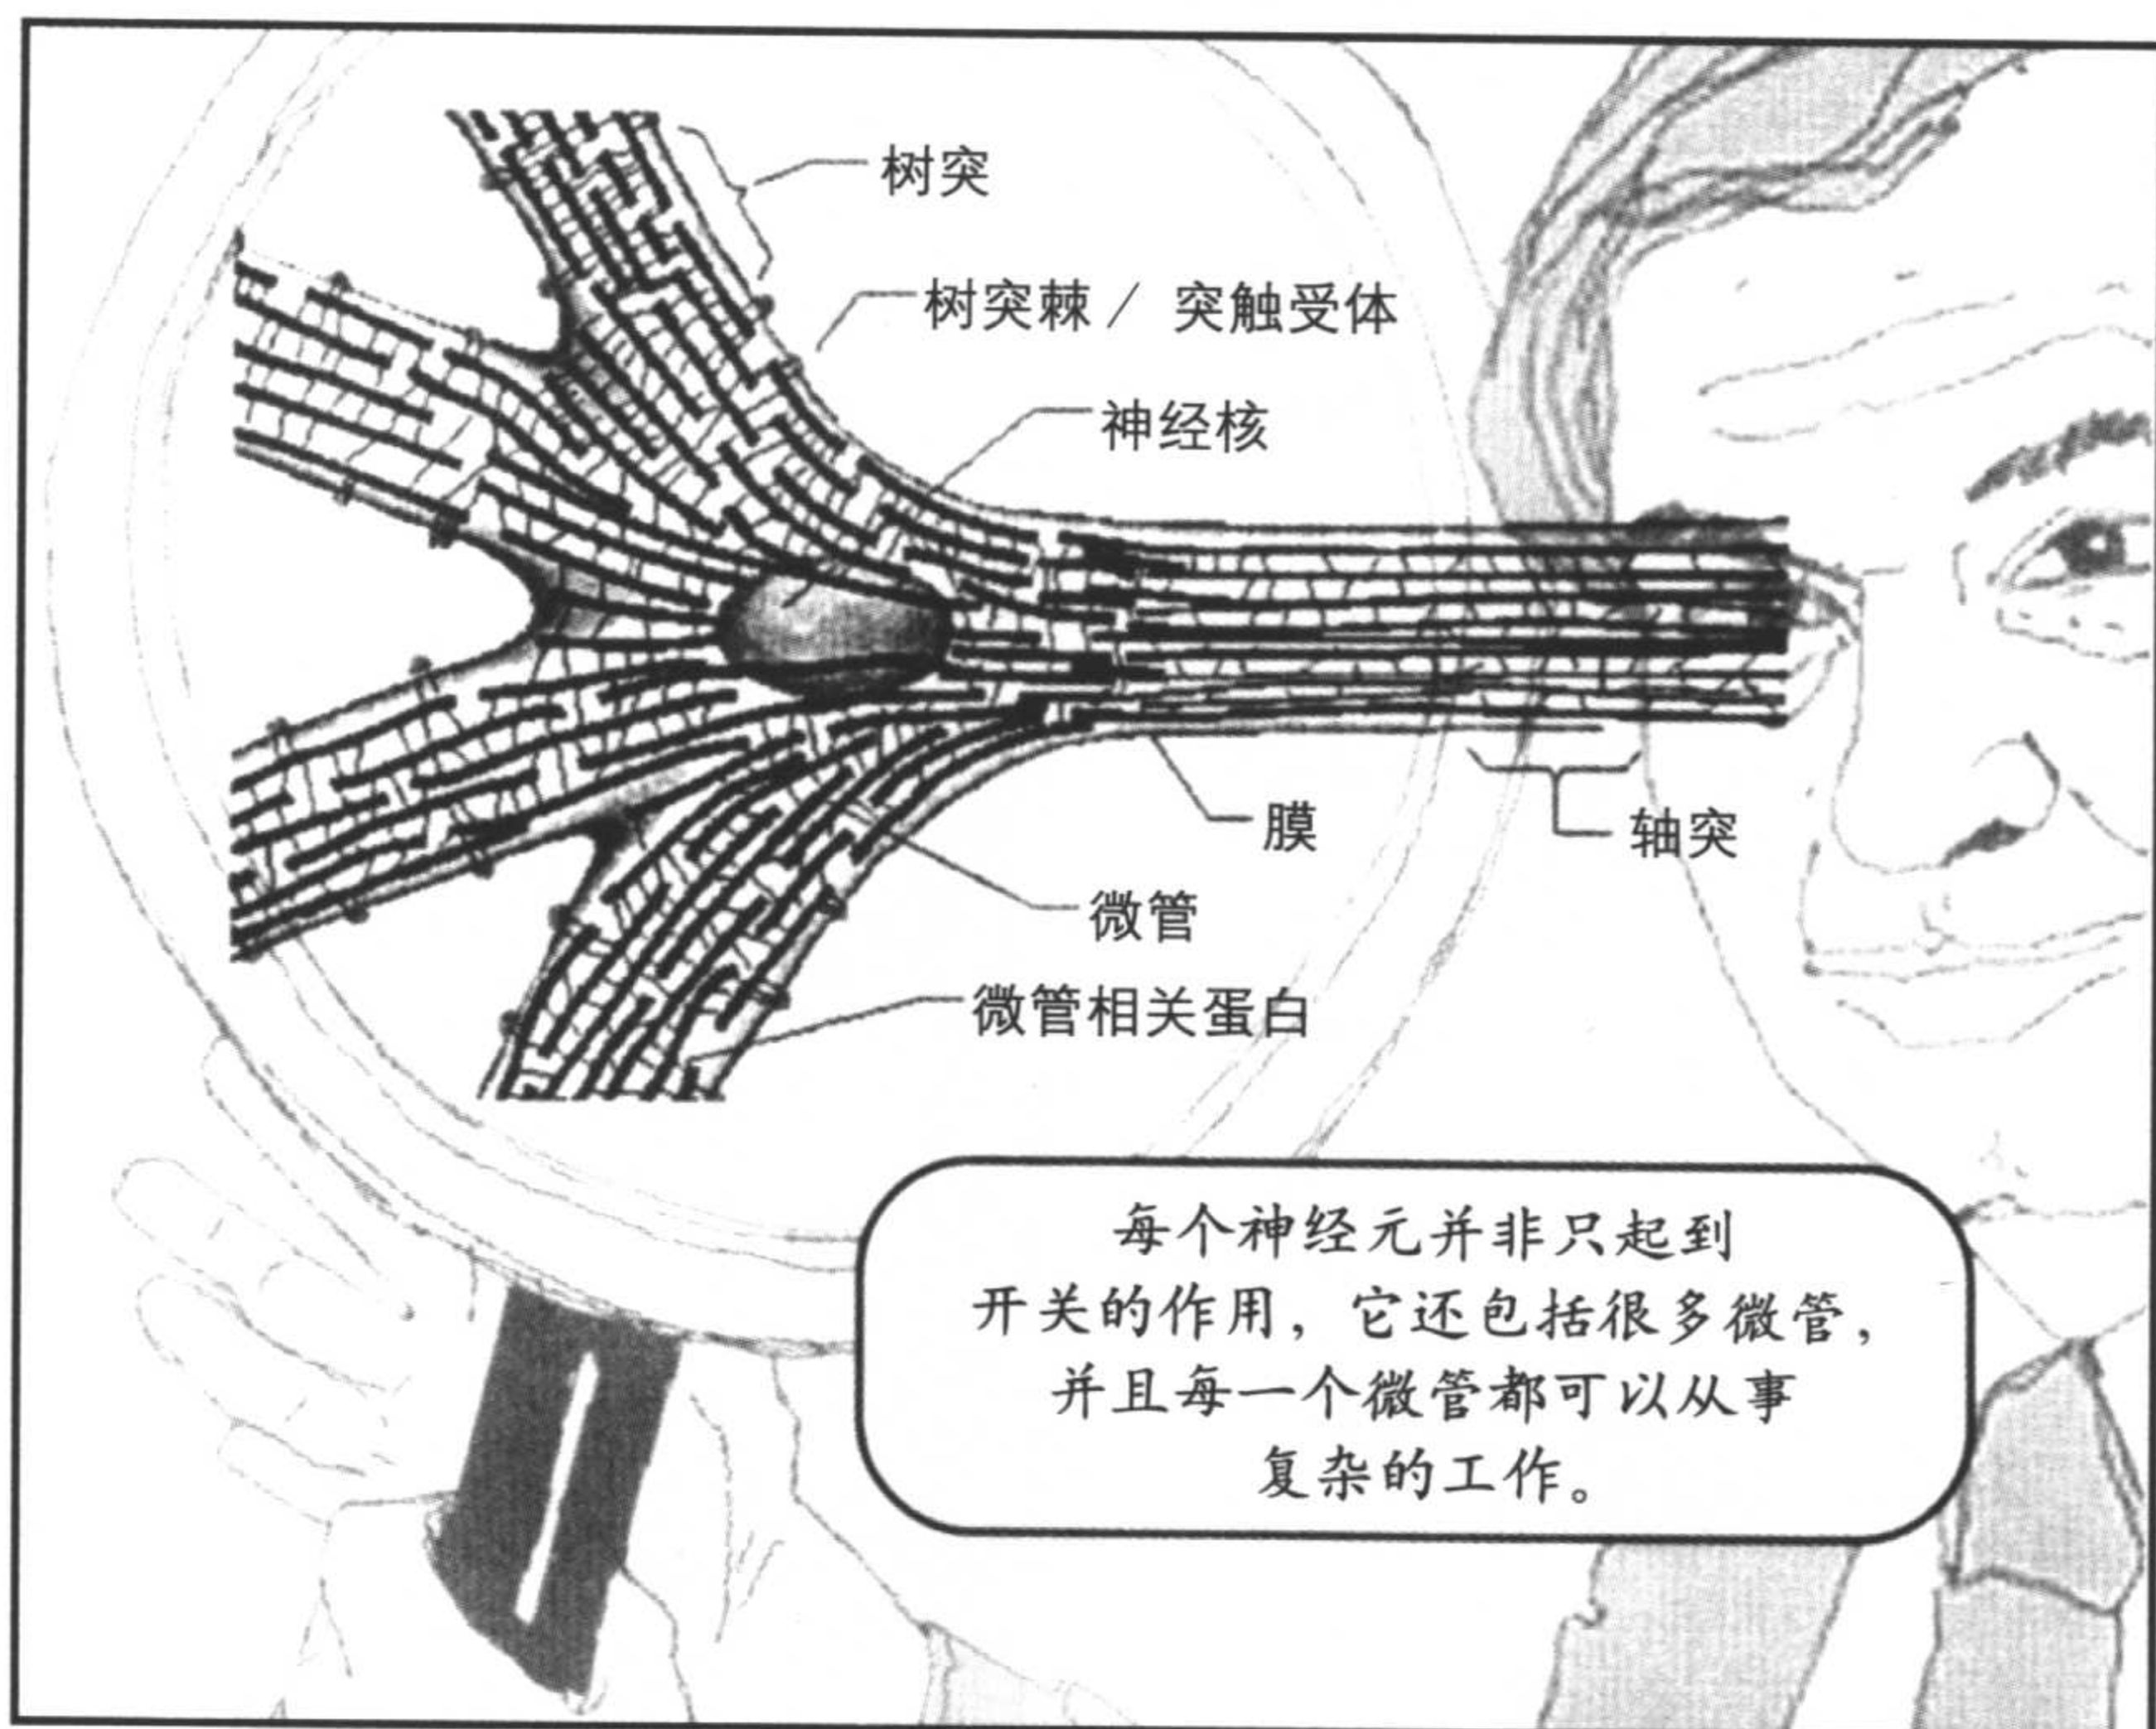 树突
树突棘 / 突触受体
神经核
膜
轴突
微管
微管相关蛋白
每个神经元并非只起到
开关的作用，它还包括很多微管，
并且每一个微管都可以从事
复杂的工作。